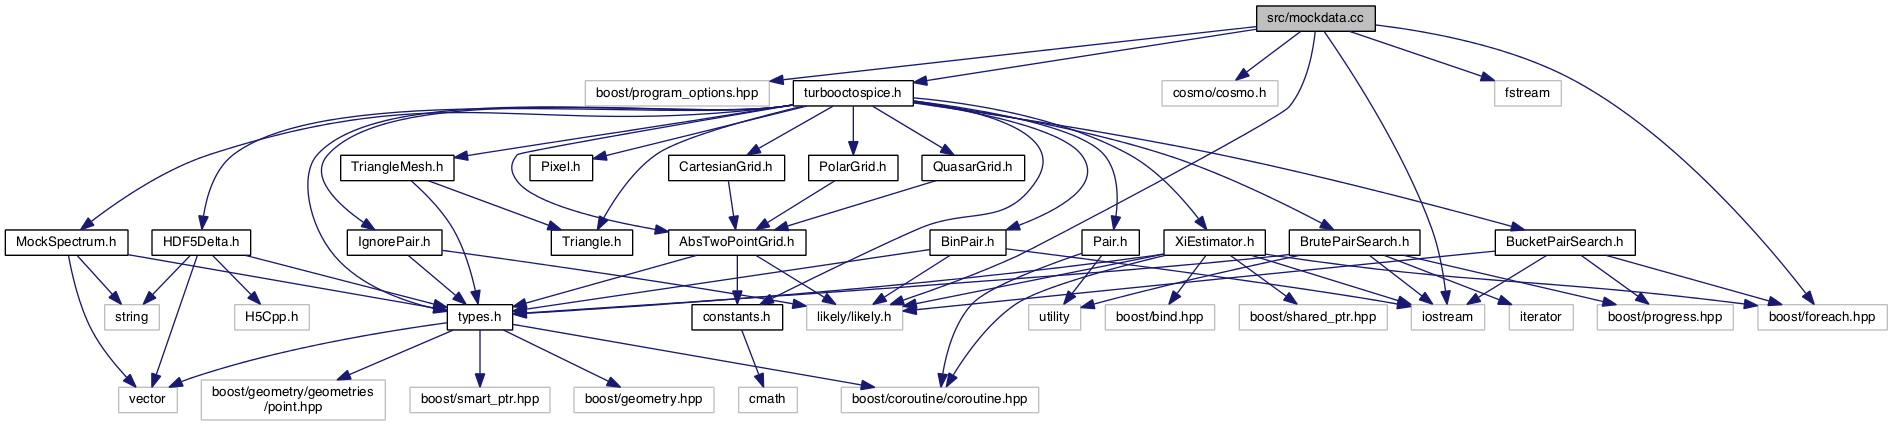 src/mockdata.cc
boost/program_options.hpp
turbooctospice.h
cosmo/cosmo.h
fstream
TriangleMesh.h
Pixel.h
CartesianGrid.h
PolarGrid.h
QuasarGrid.h
MockSpectrum.h
HDF5Delta.h
IgnorePair.h
Triangle.h
AbsTwoPointGrid.h
BinPair.h
Pair.h
XiEstimator.h
BrutePairSearch.h
BucketPairSearch.h
string
H5Cpp.h
types.h
constants.h
likely/likely.h
utility
boost/bind.hpp
boost/shared_ptr.hpp
iostream
iterator
boost/progress.hpp
boost/foreach.hpp
vector
boost/geometry/geometries
/point.hpp
boost/smart_ptr.hpp
boost/geometry.hpp
cmath
boost/coroutine/coroutine.hpp